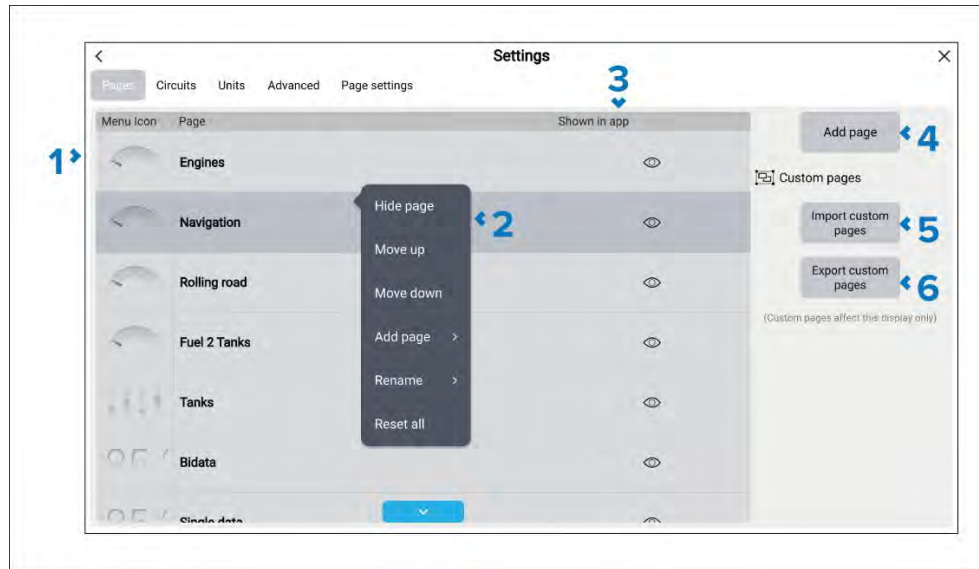 Settings
Pages Circuits Units Advanced Page settings
3
Menu Icon Page Shown in app
Add page
4
1
Engines
Custom pages
Hide page
2
Navigation
Import custom
pages
5
Move up
Rolling road
Move down
Export custom
pages
6
(Custom pages affect this display only)
Fuel 2 Tanks
Add page >
Rename >
Tanks
Reset all
Bidata
Single data